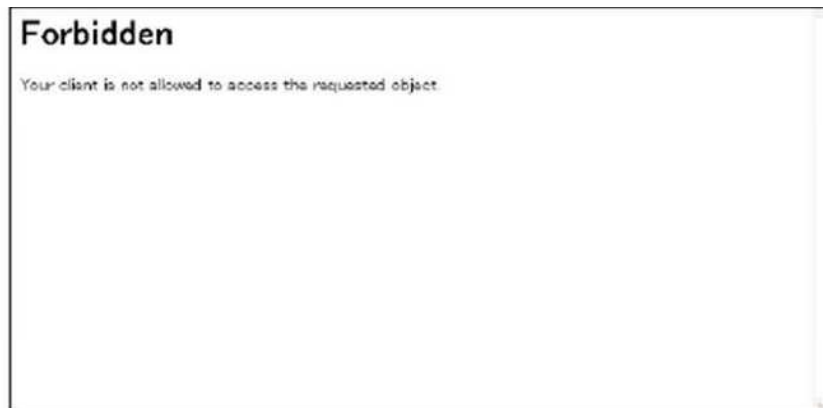 Forbidden
Your client is not allowed to access the requested object.